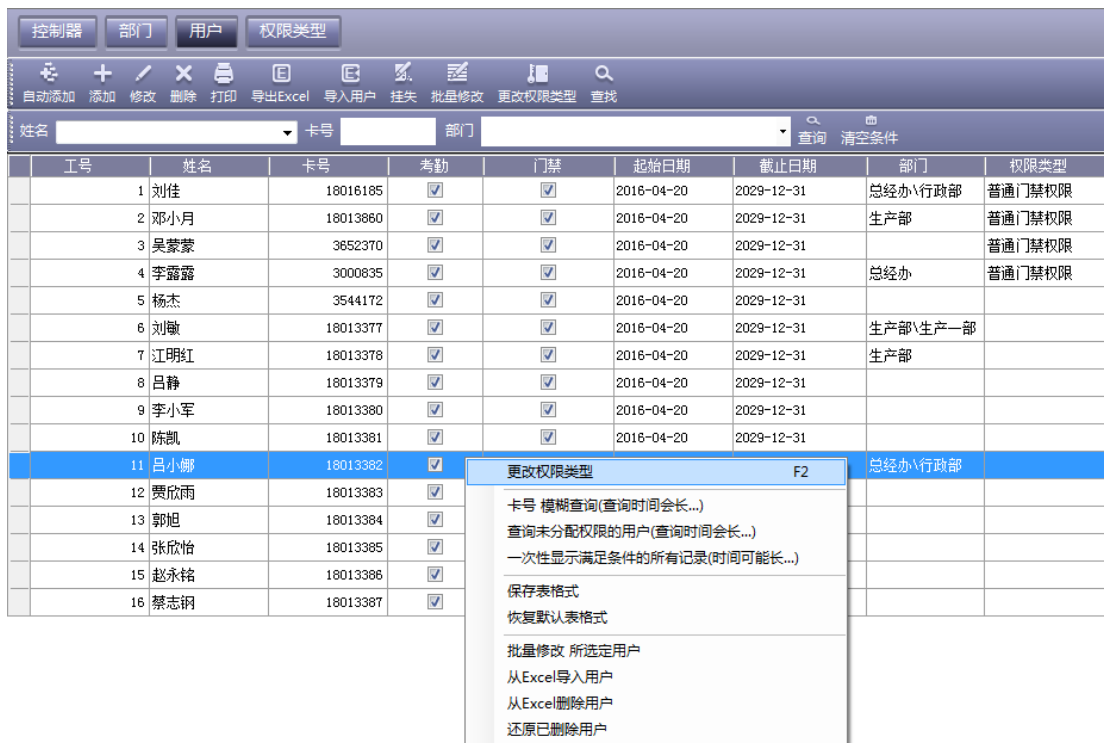 控制器 部门 用户 权限类型
自动添加 添加 修改 删除 打印 导出Excel 导入用户 挂失 批量修改 更改权限类型 查找
姓名 卡号 部门 查询 清空条件
工号 姓名 卡号 考勤 门禁 起始日期 截止日期 部门 权限类型
1 刘佳 18016185 2016-04-20 2029-12-31 总经办\行政部 普通门禁权限
2 邓小月 18013860 2016-04-20 2029-12-31 生产部 普通门禁权限
3 吴蒙蒙 3652370 2016-04-20 2029-12-31 普通门禁权限
4 李露露 3000835 2016-04-20 2029-12-31 总经办 普通门禁权限
5 杨杰 3544172 2016-04-20 2029-12-31
6 刘敏 18013377 2016-04-20 2029-12-31 生产部\生产一部
7 江明红 18013378 2016-04-20 2029-12-31 生产部
8 吕静 18013379 2016-04-20 2029-12-31
9 李小军 18013380 2016-04-20 2029-12-31
10 陈凯 18013381 2016-04-20 2029-12-31
11 吕小娜 18013382 总经办\行政部
12 贾欣雨 18013383
13 郭旭 18013384
14 张欣怡 18013385
15 赵永铭 18013386
16 蔡志钢 18013387
更改权限类型 F2
卡号 模糊查询(查询时间会长...)
查询未分配权限的用户(查询时间会长...)
一次性显示满足条件的所有记录(时间可能长...)
保存表格式
恢复默认表格式
批量修改 所选定用户
从Excel导入用户
从Excel删除用户
还原已删除用户